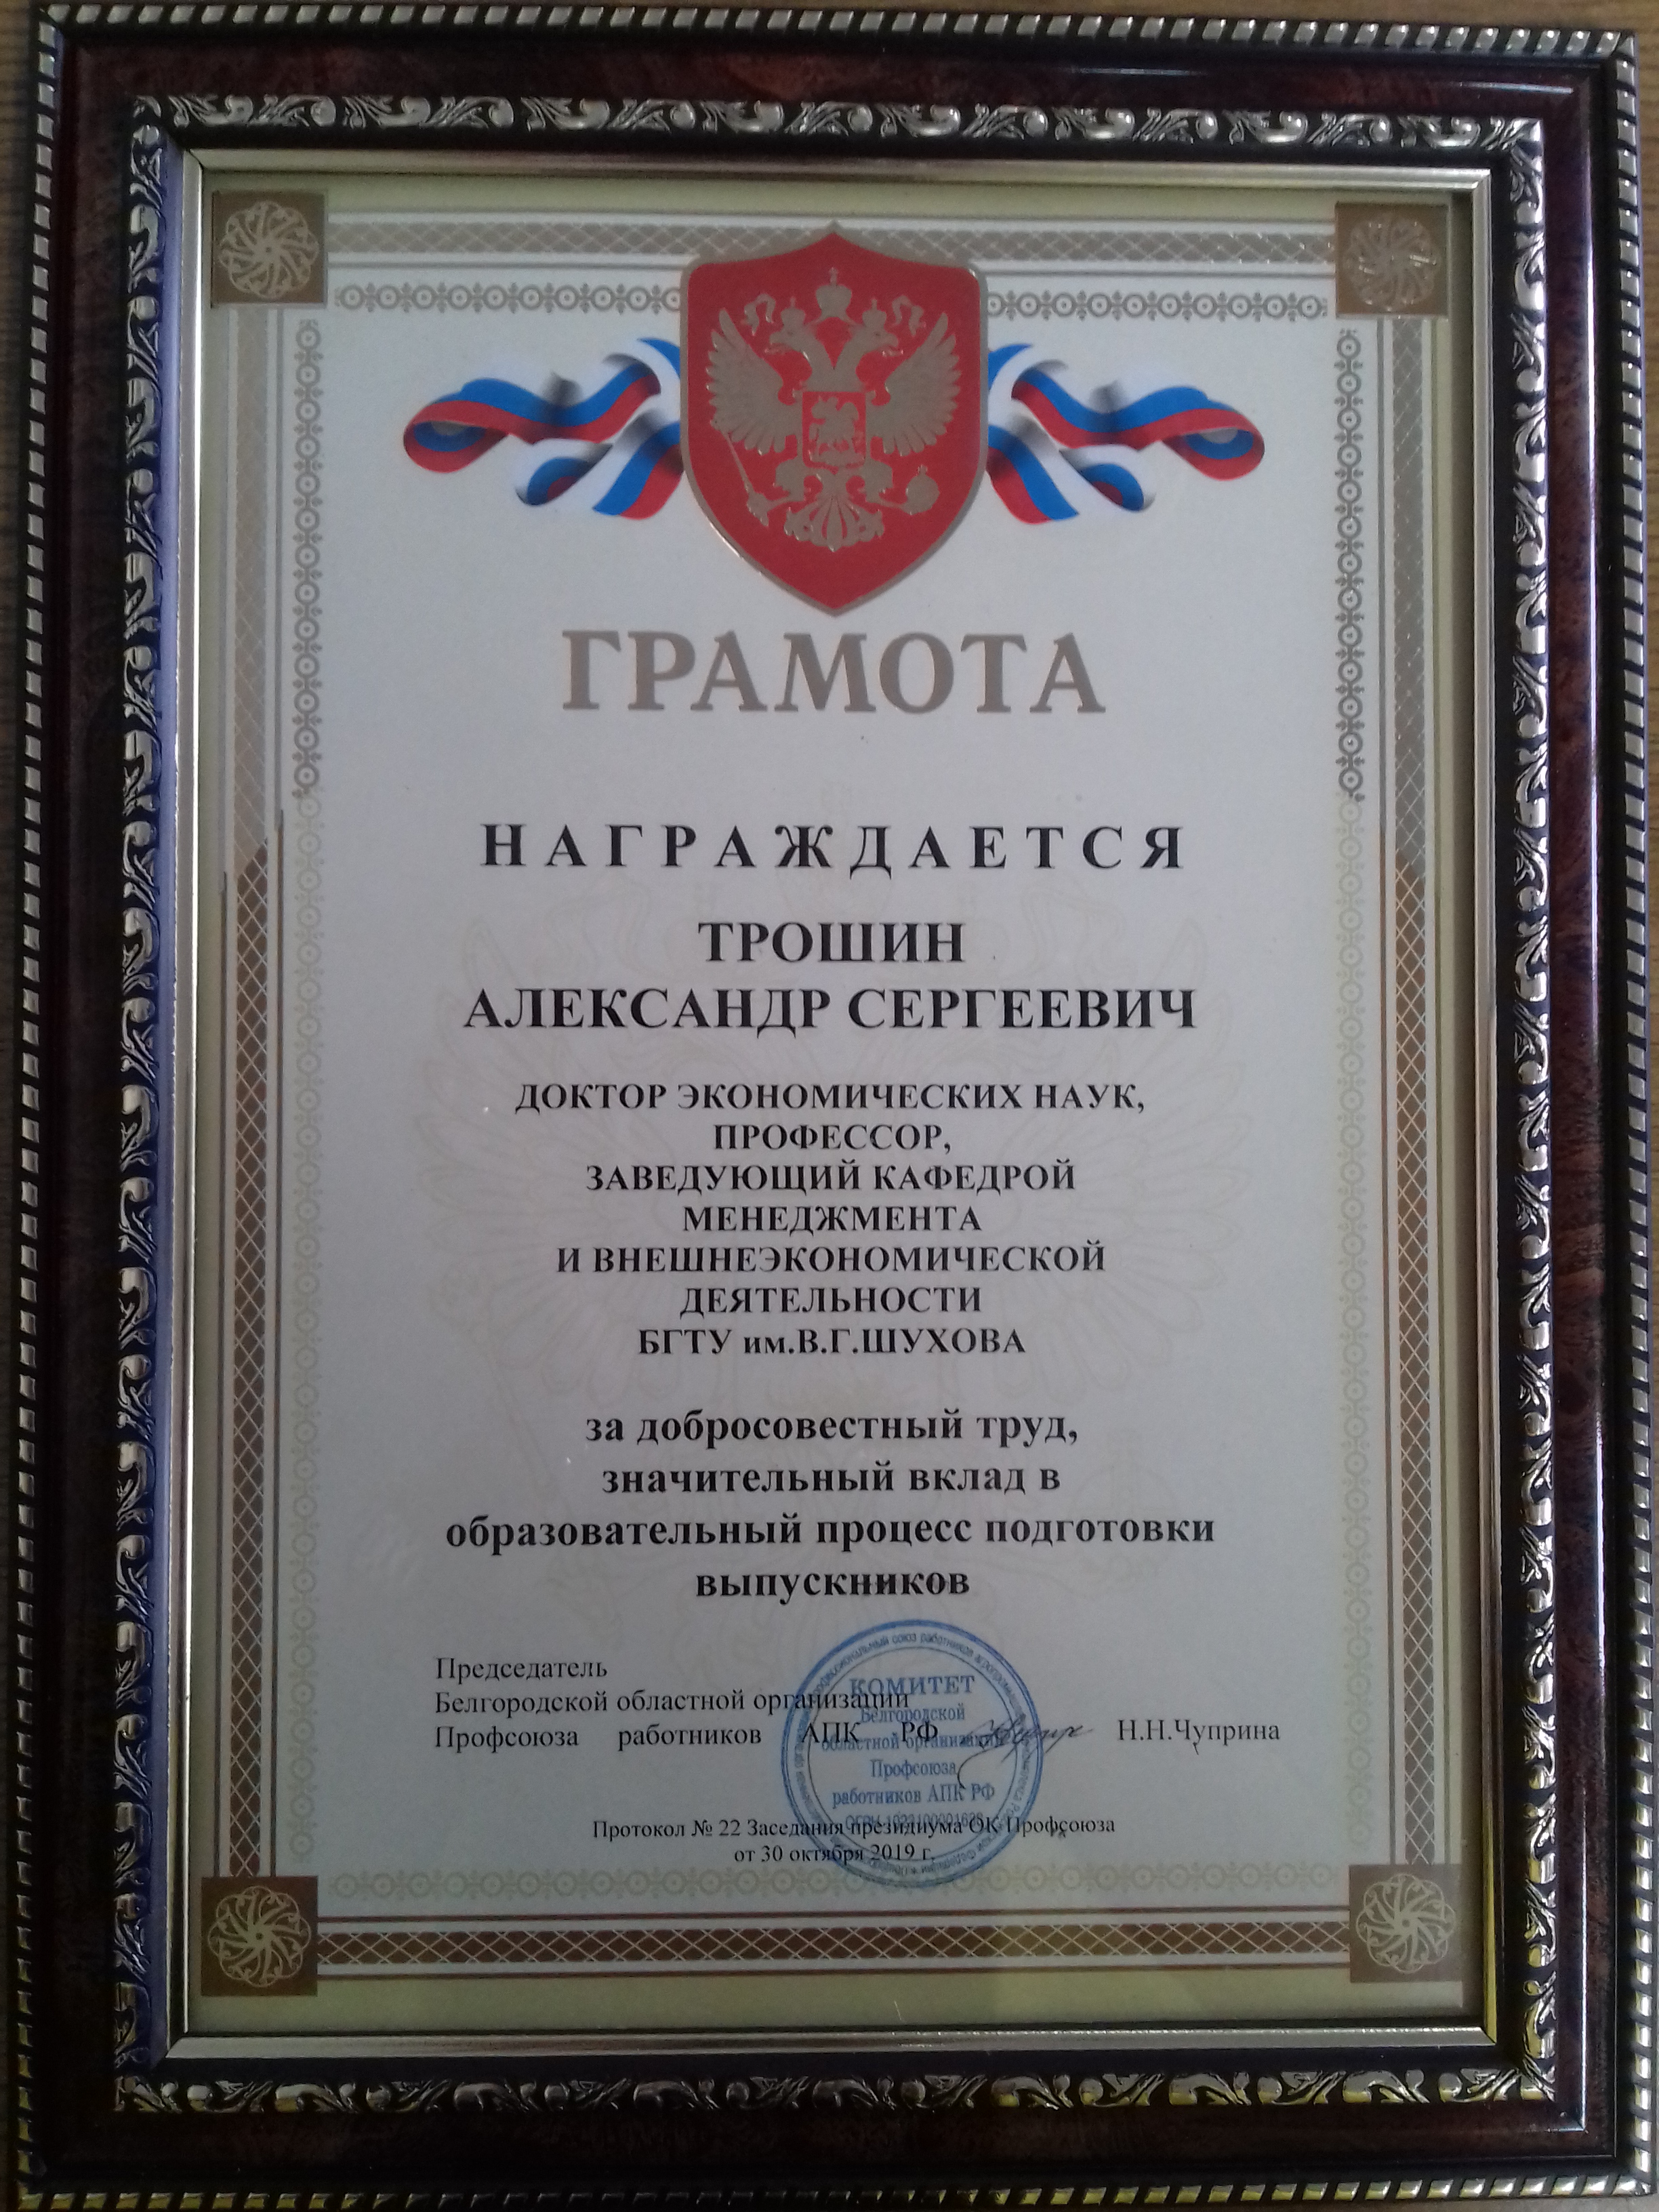 ГРАМОТА
НАГРАЖДАЕТСЯ
ТРОШИН
АЛЕКСАНДР СЕРГЕЕВИЧ
ДОКТОР ЭКОНОМИЧЕСКИХ НАУК,
ПРОФЕССОР,
ЗАВЕДУЮЩИЙ КАФЕДРОЙ
МЕНЕДЖМЕНТА
И ВНЕШНЕЭКОНОМИЧЕСКОЙ
ДЕЯТЕЛЬНОСТИ
БГТУ им.В.Г.ШУХОВА
за добросовестный труд,
значительный вклад в
образовательный процесс подготовки
выпускников
Председатель
Белгородской областной организации
Профсоюза работников АПК РФ Н.Н.Чуприна
КОМИТЕТ
Белгородской
областной организации
Профсоюза
работников АПК РФ
Протокол № 22 Заседания президиума ОК Профсоюза
от 30 октября 2019 г.